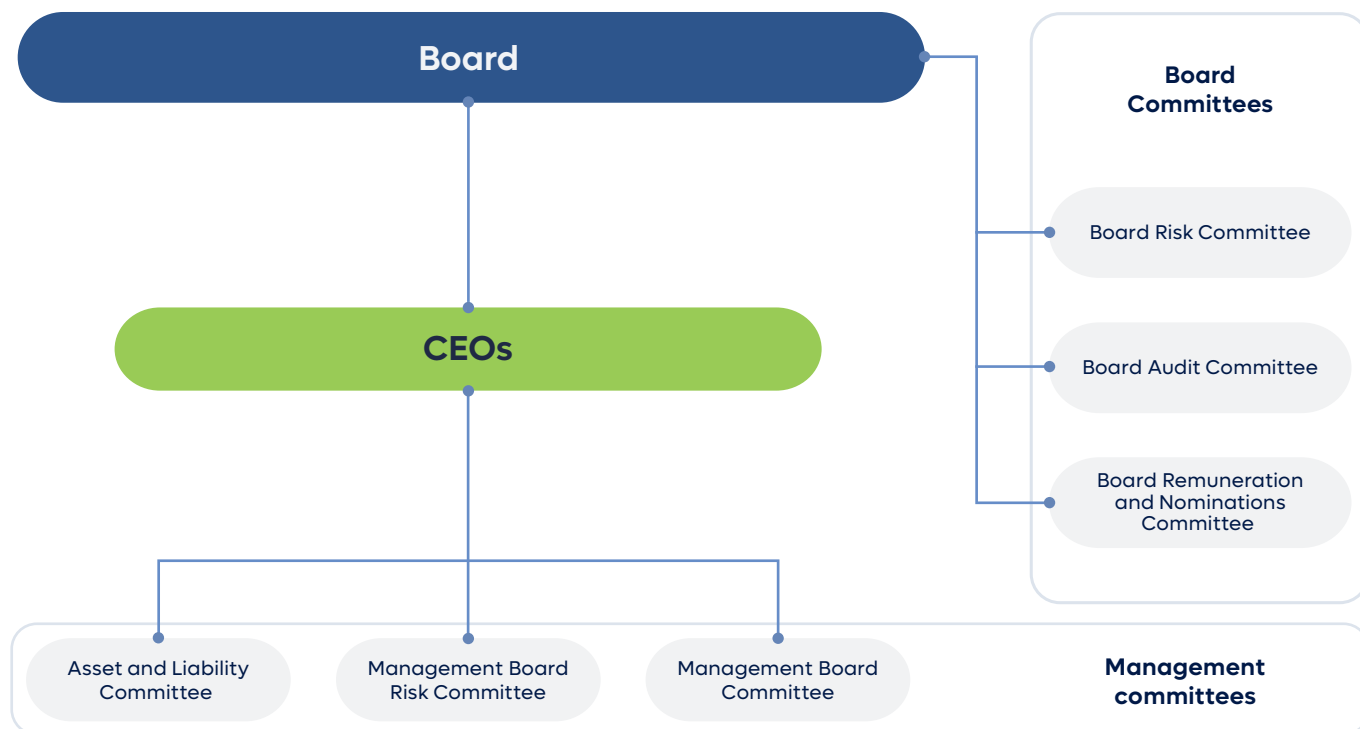 Board
Board
Committees
Board Risk Committee
CEOs
Board Audit Committee
Board Remuneration
and Nominations
Committee
Asset and Liability
Committee
Management Board
Risk Committee
Management Board
Committee
Management
committees